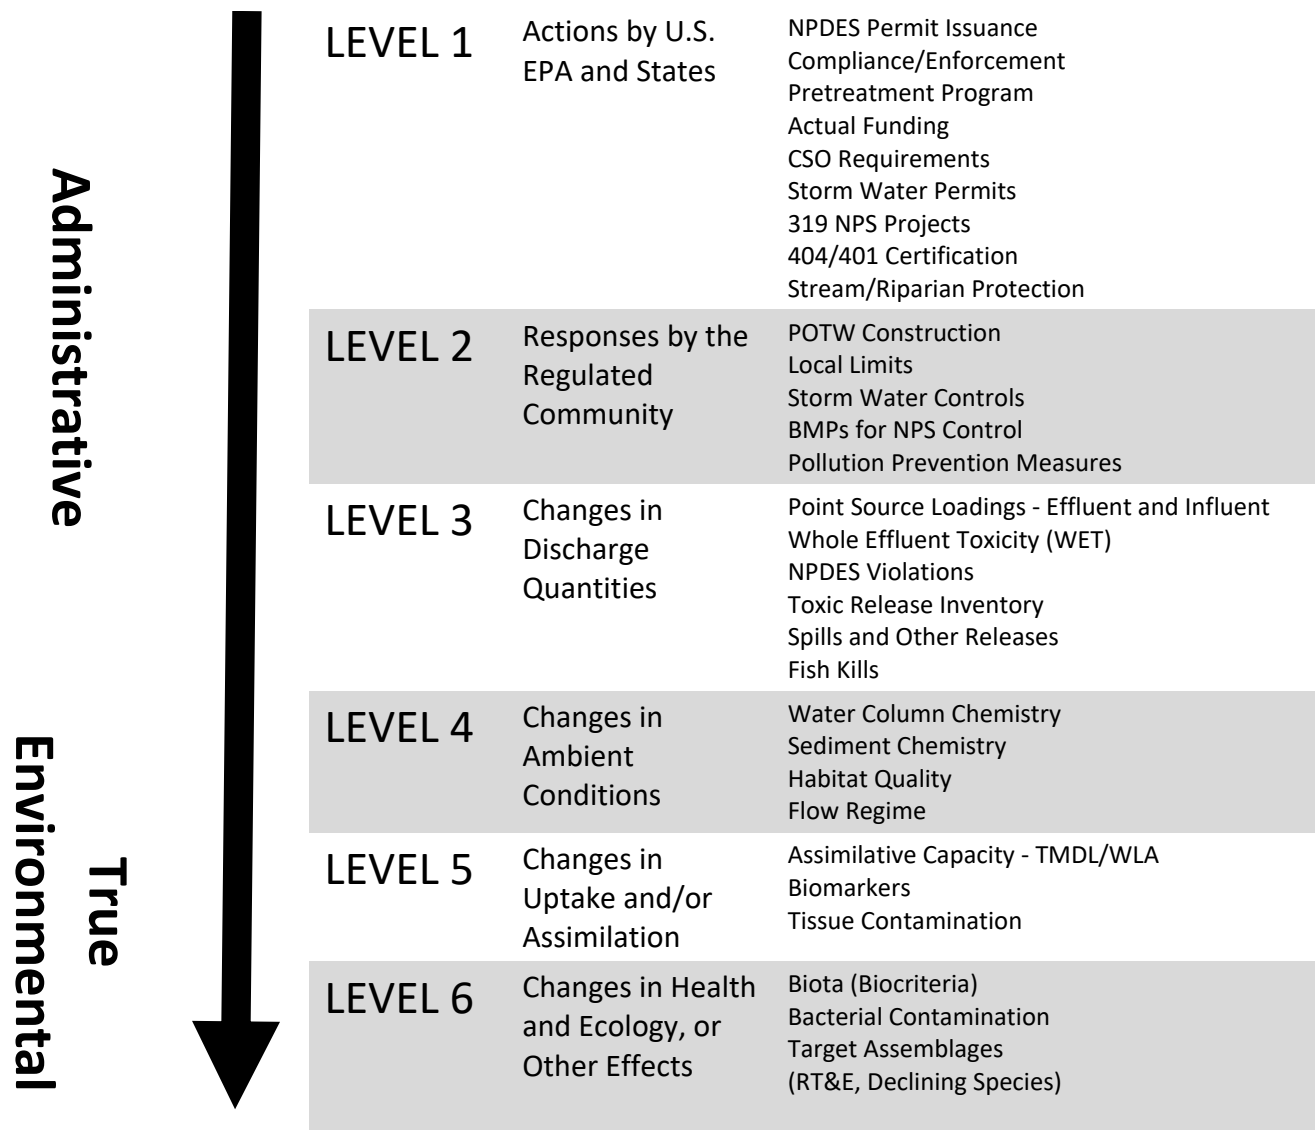 Administrative
True
Environmental
LEVEL 1
Actions by U.S.
EPA and States
NPDES Permit Issuance
Compliance/Enforcement
Pretreatment Program
Actual Funding
CSO Requirements
Storm Water Permits
319 NPS Projects
404/401 Certification
Stream/Riparian Protection
LEVEL 2
Responses by the
Regulated
Community
POTW Construction
Local Limits
Storm Water Controls
BMPs for NPS Control
Pollution Prevention Measures
LEVEL 3
Changes in
Discharge
Quantities
Point Source Loadings - Effluent and Influent
Whole Effluent Toxicity (WET)
NPDES Violations
Toxic Release Inventory
Spills and Other Releases
Fish Kills
LEVEL 4
Changes in
Ambient
Conditions
Water Column Chemistry
Sediment Chemistry
Habitat Quality
Flow Regime
LEVEL 5
Changes in
Uptake and/or
Assimilation
Assimilative Capacity - TMDL/WLA
Biomarkers
Tissue Contamination
LEVEL 6
Changes in Health
and Ecology, or
Other Effects
Biota (Biocriteria)
Bacterial Contamination
Target Assemblages
(RT&E, Declining Species)